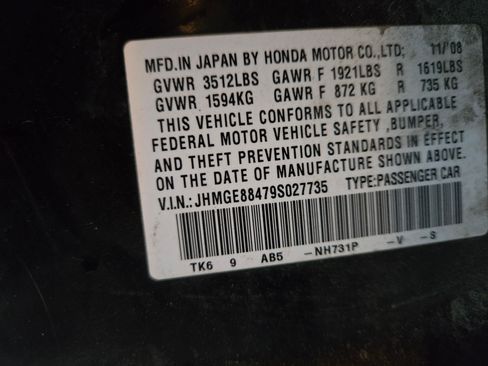 MFD.IN JAPAN BY HONDA MOTOR CO.,LTD: 11/'08
GVWR 3512LBS GAWR F 1921LBS R 1619LBS
GVWR 1594KG GAWR F 872 KG R 735 KG
THIS VEHICLE CONFORMS TO ALL APPLICABLE
FEDERAL MOTOR VEHICLE SAFETY ,BUMPER,
AND THEFT PREVENTION STANDARDS IN EFFECT
ON THE DATE OF MANUFACTURE SHOWN ABOVE.
V.I.N.:JHMGE88479S027735 TYPE:PASSENGER CAR
TK6 9 AB5 -NH731P -V -S